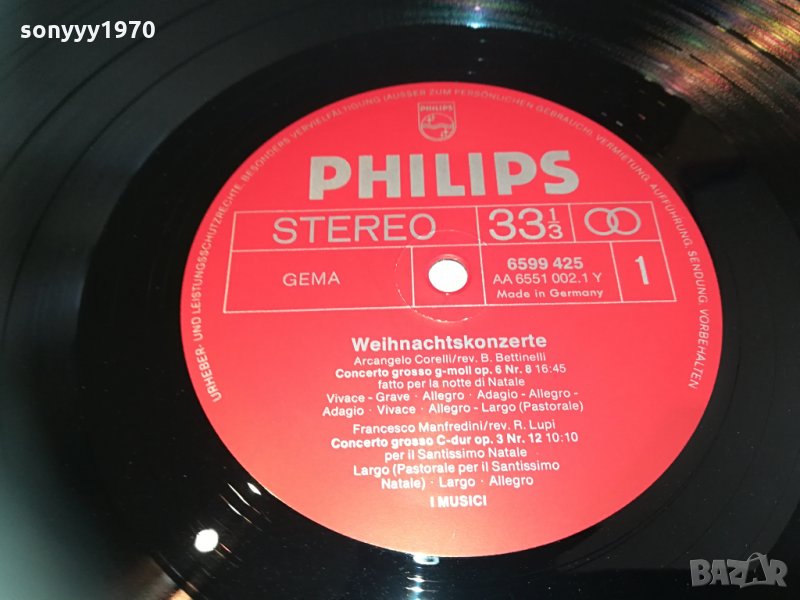 sonyyy1970
URHEBER- UND LEISTUNGSSCHUTZRECHTE, BESONDERS VERVIELFÄLTIGUNG (AUSSER ZUM PERSÖNLICHEN GEBRAUCH), VERMIETUNG, AUFFÜHRUNG, SENDUNG, VORBEHALTEN
PHILIPS
PHILIPS
STEREO 33 1/3
GEMA 6599 425 1
AA 6551 002.1 Y
Made in Germany
Weihnachtskonzerte
Arcangelo Corelli/rev. B. Bettinelli
Concerto grosso g-moll op. 6 Nr. 8 16:45
fatto per la notte di Natale
Vivace - Grave · Allegro · Adagio - Allegro -
Adagio · Vivace · Allegro - Largo (Pastorale)
Francesco Manfredini/rev. R. Lupi
Concerto grosso C-dur op. 3 Nr. 12 10:10
per il Santissimo Natale
Largo (Pastorale per il Santissimo
Natale) · Largo · Allegro
I MUSICI
BAZAR